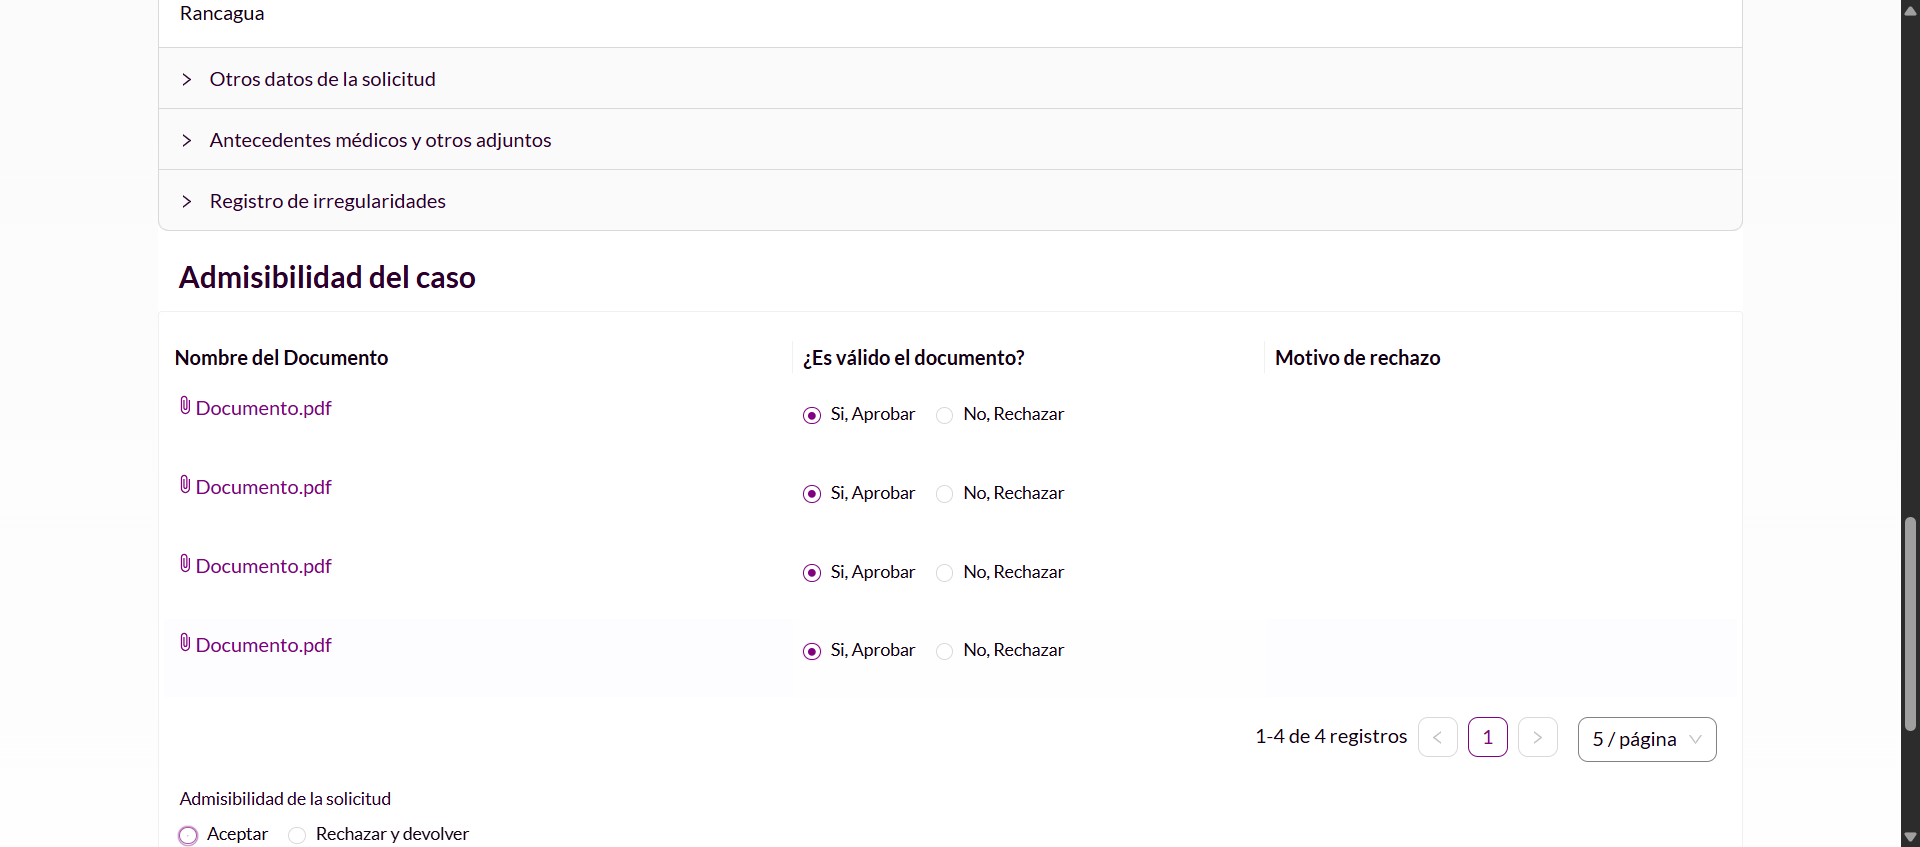 Rancagua
Otros datos de la solicitud
Antecedentes médicos y otros adjuntos
Registro de irregularidades
Admisibilidad del caso
Nombre del Documento ¿Es válido el documento? Motivo de rechazo
Documento.pdf Si, Aprobar No, Rechazar
Documento.pdf Si, Aprobar No, Rechazar
Documento.pdf Si, Aprobar No, Rechazar
Documento.pdf Si, Aprobar No, Rechazar
1-4 de 4 registros < 1 > 5 / página
Admisibilidad de la solicitud
Aceptar Rechazar y devolver